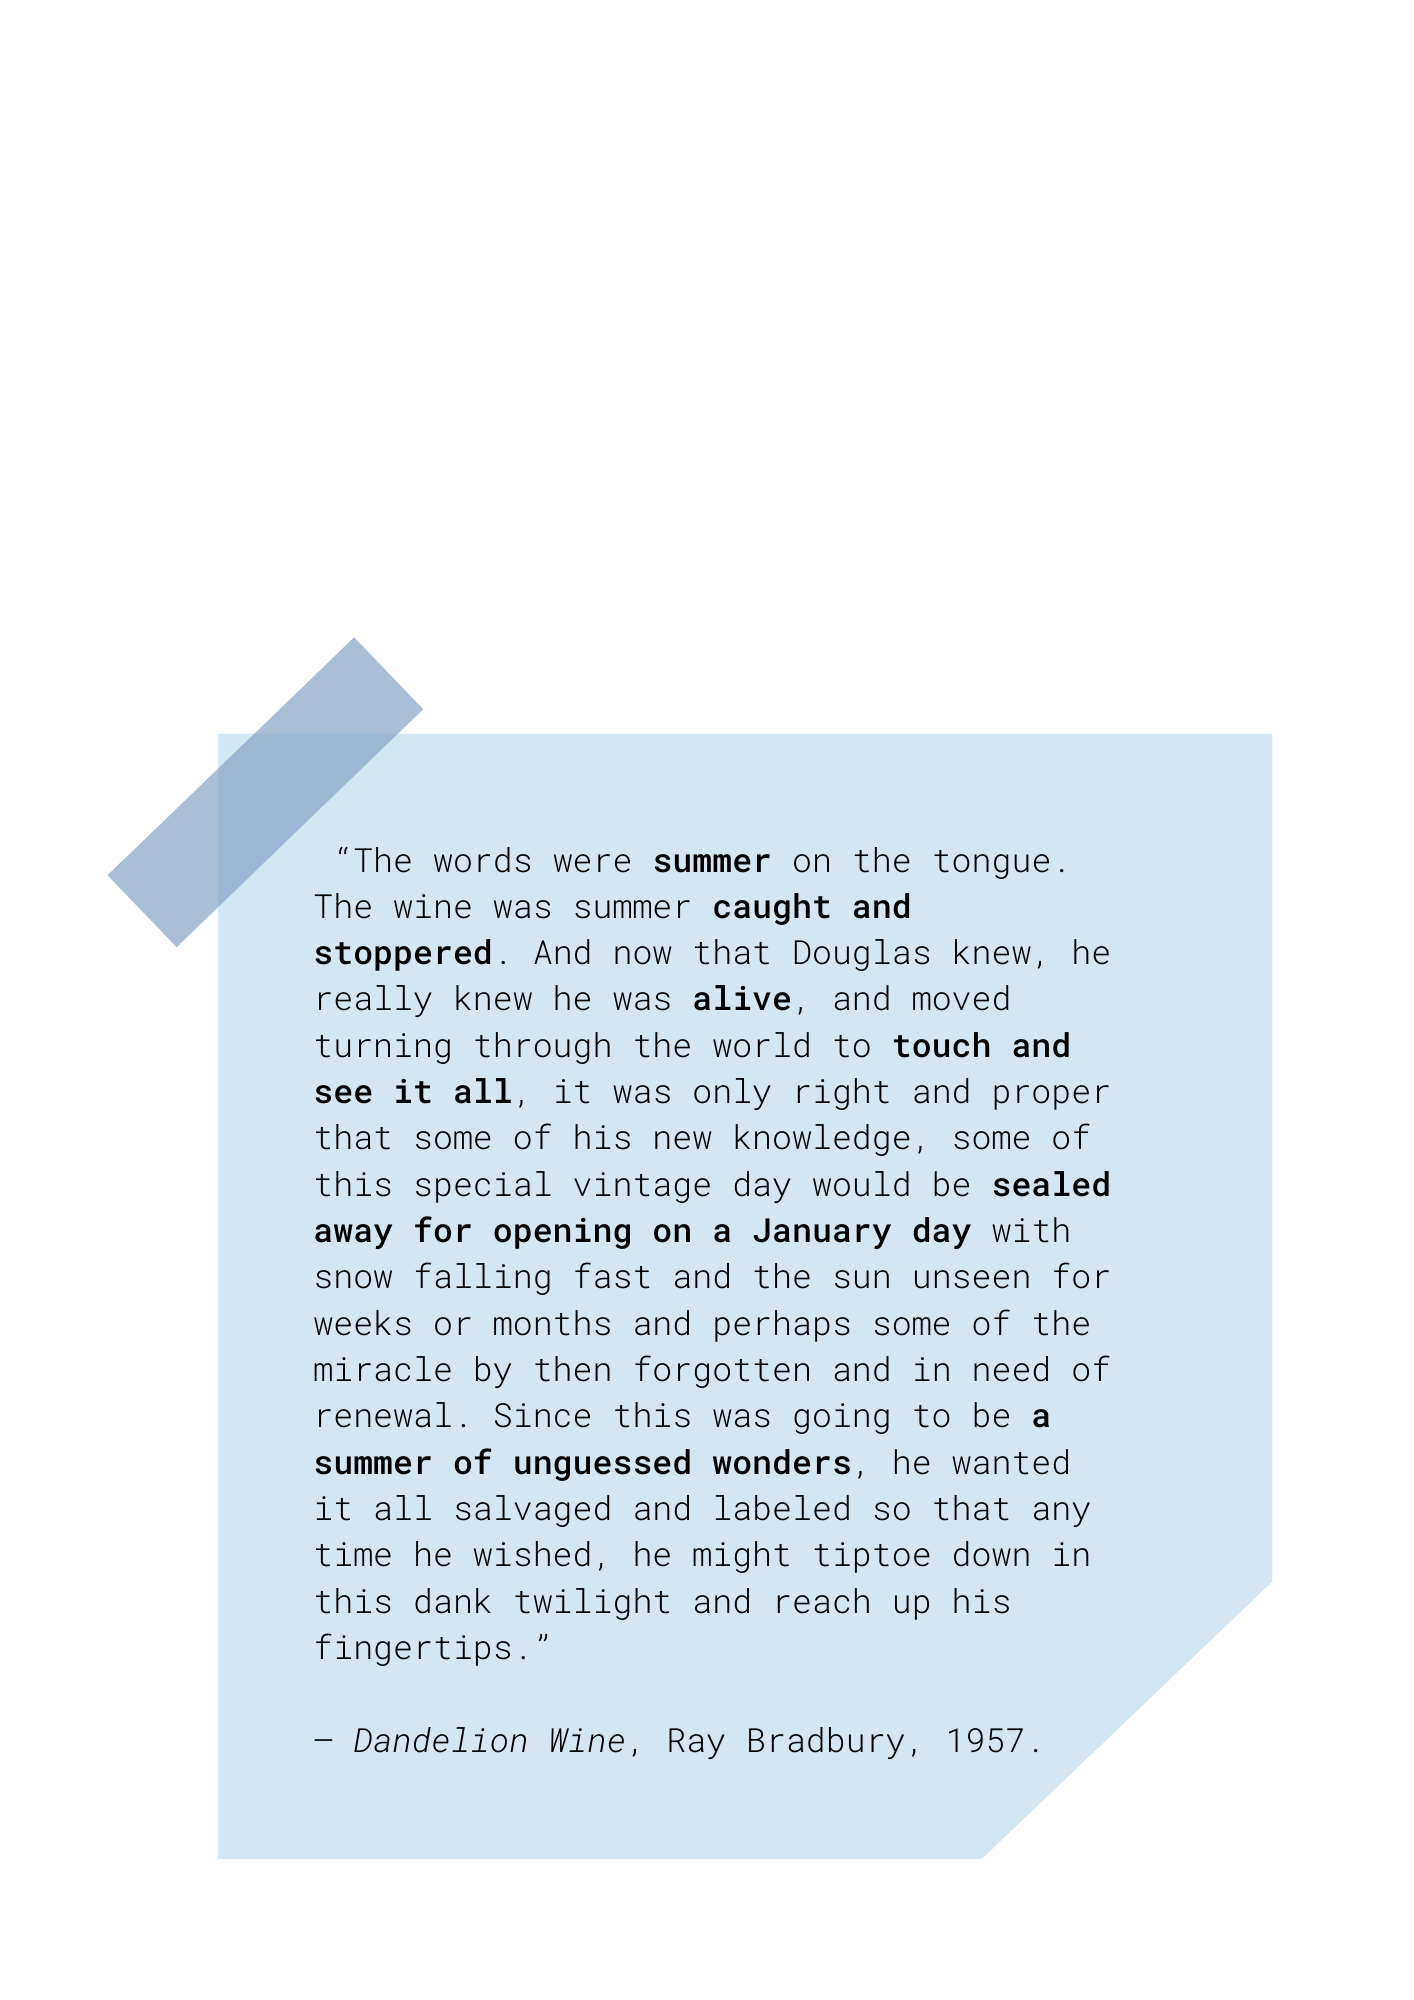 “The words were summer on the tongue.
The wine was summer caught and
stoppered. And now that Douglas knew, he
really knew he was alive, and moved
turning through the world to touch and
see it all, it was only right and proper
that some of his new knowledge, some of
this special vintage day would be sealed
away for opening on a January day with
snow falling fast and the sun unseen for
weeks or months and perhaps some of the
miracle by then forgotten and in need of
renewal. Since this was going to be a
summer of unguessed wonders, he wanted
it all salvaged and labeled so that any
time he wished, he might tiptoe down in
this dank twilight and reach up his
fingertips.”
– Dandelion Wine, Ray Bradbury, 1957.